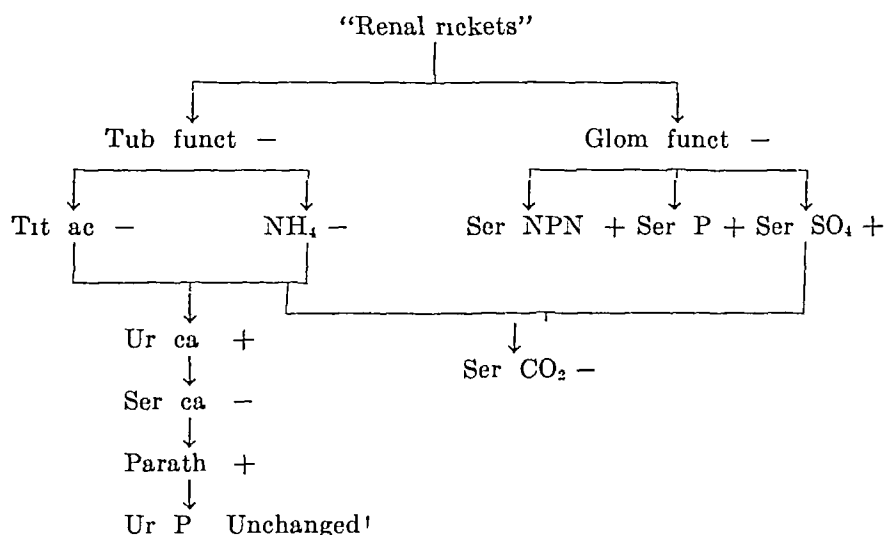 “Renal rickets”
Tub funct − Glom funct −
Tit ac − NH₄ − Ser NPN + Ser P + Ser SO₄ +
Ur ca +
Ser CO₂ −
Ser ca −
Parath +
Ur P Unchanged!